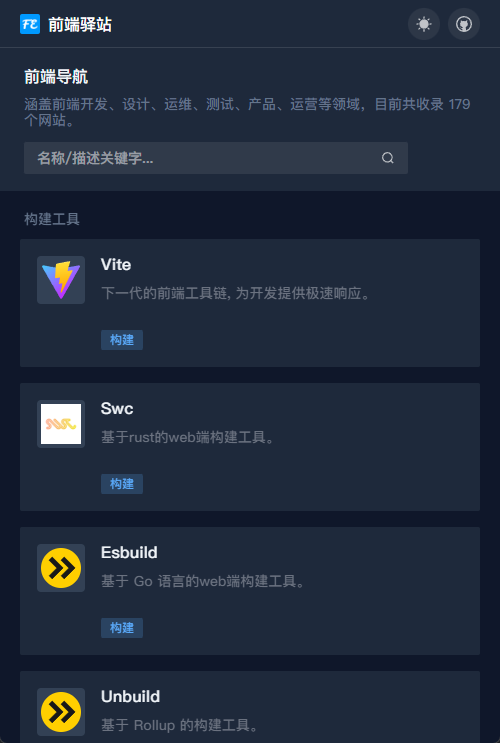 FE 前端驿站
前端导航
涵盖前端开发、设计、运维、测试、产品、运营等领域，目前共收录 179
个网站。
名称/描述关键字...
构建工具
Vite
下一代的前端工具链, 为开发提供极速响应。
构建
SWC
Swc
基于rust的web端构建工具。
构建
Esbuild
基于 Go 语言的web端构建工具。
构建
Unbuild
基于 Rollup 的构建工具。